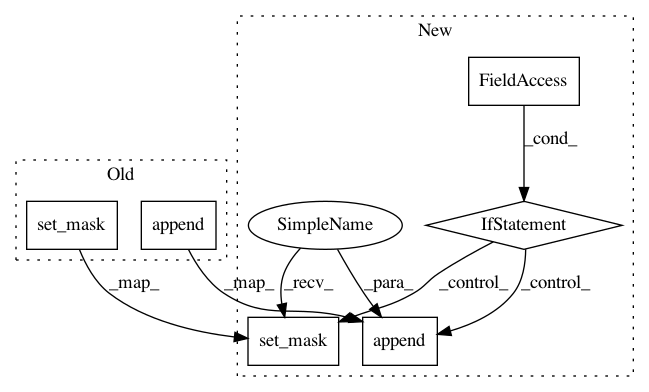 New
FieldAccess
_cond_
Old
set_mask
append
SimpleName
IfStatement
_map_
_map_
_recv_
_para_
_control_
_control_
set_mask
append